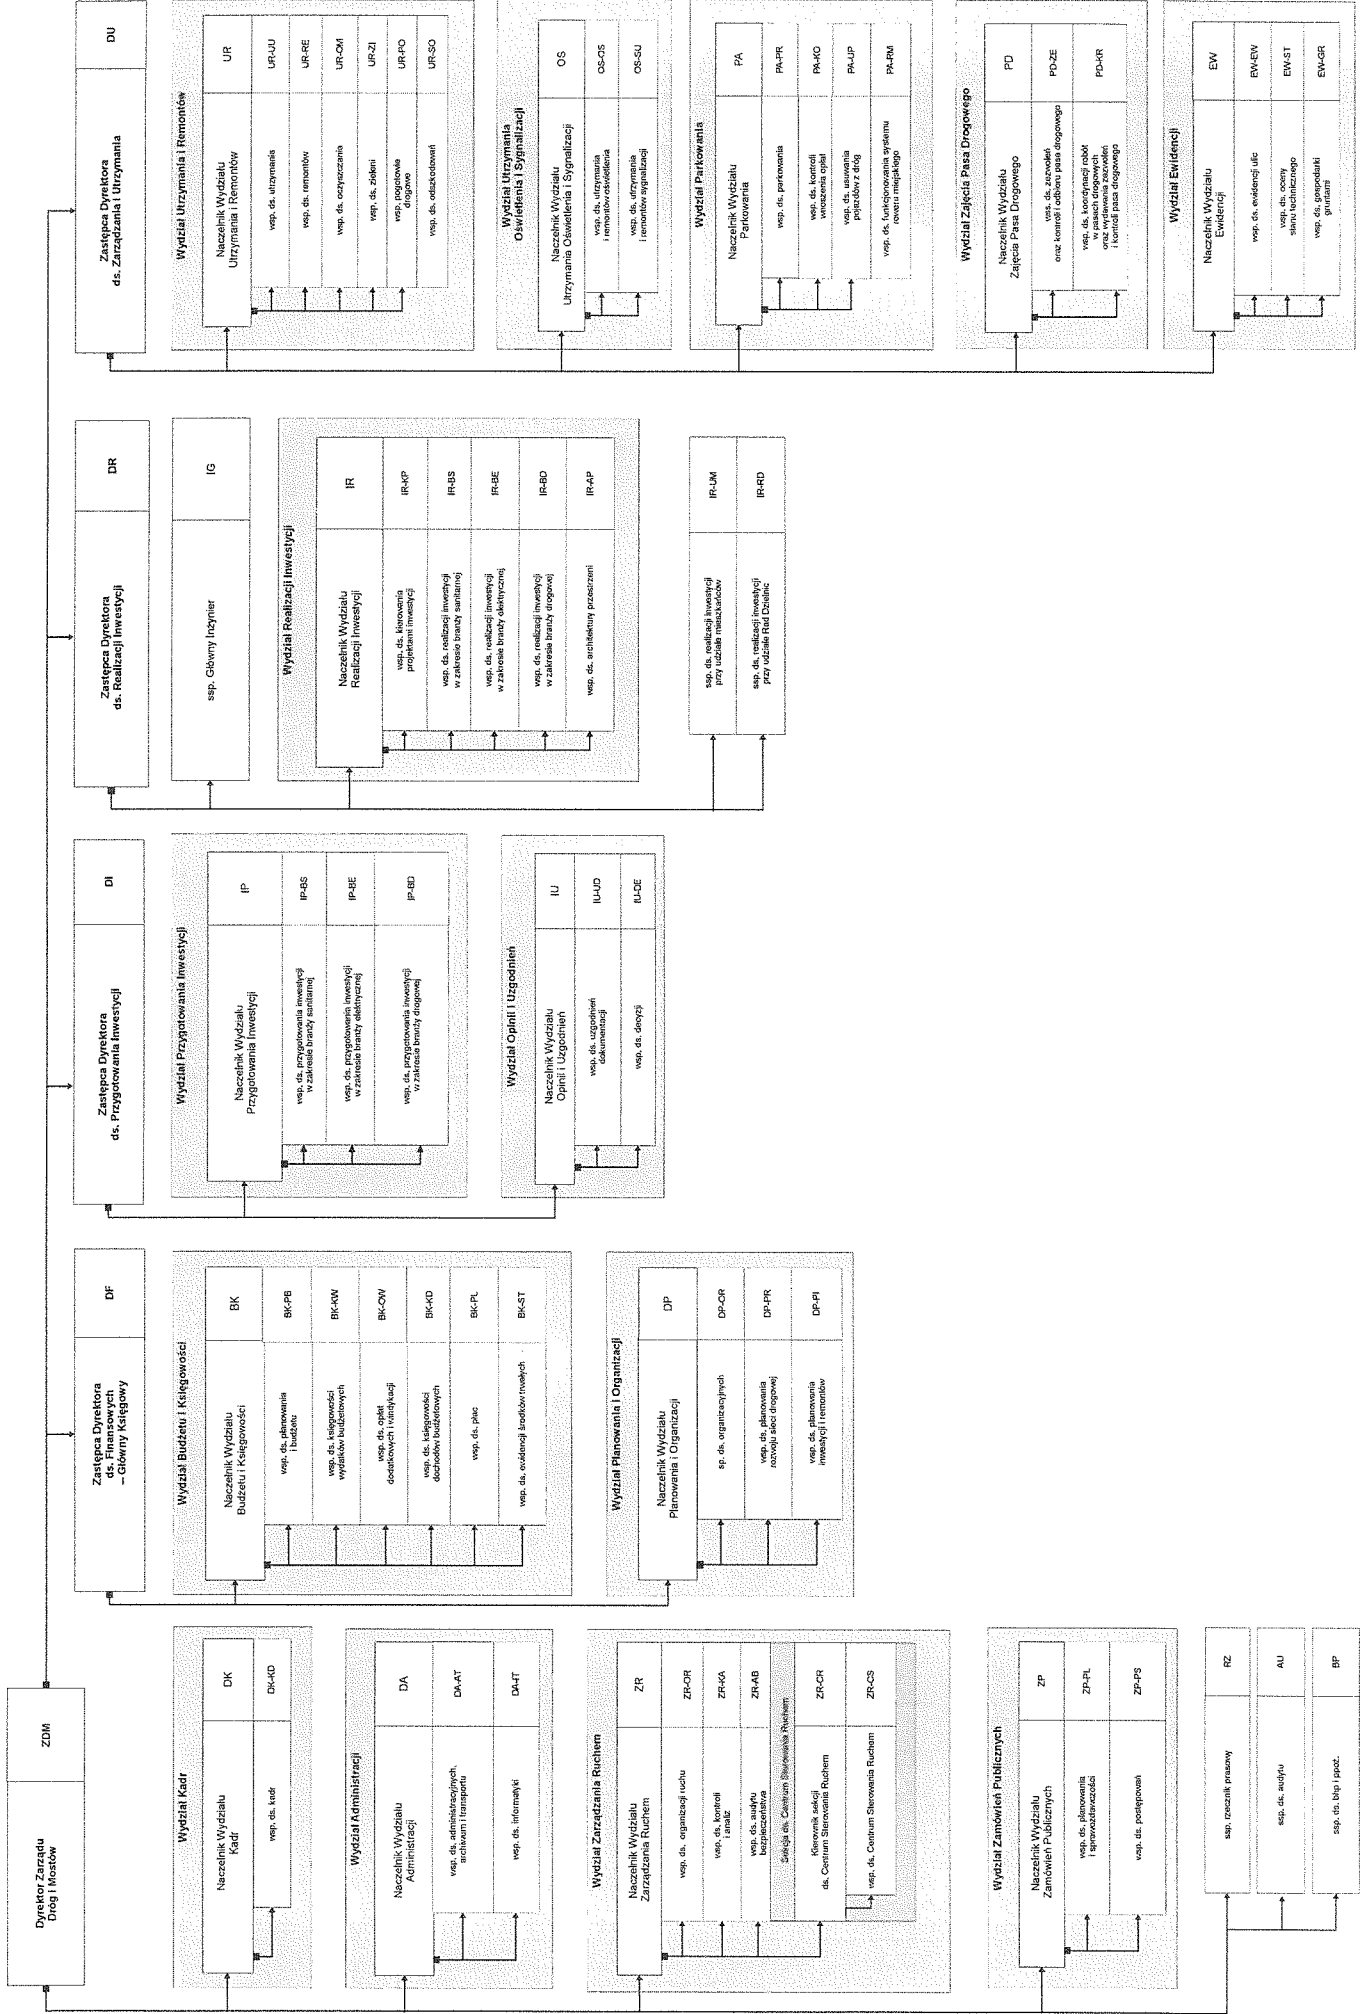 Dyrektor Zarządu
Dróg i Mostów
ZDM
Wydział Kadr
Naczelnik Wydziału
Kadr
DK
wsp. ds. kadr
DK-KD
Wydział Administracji
Naczelnik Wydziału
Administracji
DA
wsp. ds. administracyjnych,
archiwum i transportu
DA-AT
wsp. ds. informatyki
DA-IT
Wydział Zarządzania Ruchem
Naczelnik Wydziału
Zarządzania Ruchem
ZR
wsp. ds. organizacji ruchu
ZR-OR
wsp. ds. kontroli
i analiz
ZR-KA
wsp. ds. audytu
bezpieczeństwa
ZR-AB
Sekcja ds. Centrum Sterowania Ruchem
Kierownik sekcji
ds. Centrum Sterowania Ruchem
ZR-CR
wsp. ds. Centrum Sterowania Ruchem
ZR-CS
Wydział Zamówień Publicznych
Naczelnik Wydziału
Zamówień Publicznych
ZP
wsp. ds. planowania
i sprawozdawczości
ZP-PL
wsp. ds. postępowań
ZP-PS
ssp. rzecznik prasowy
RZ
ssp. ds. audytu
AU
ssp. ds. bhp i ppoż.
BP
Zastępca Dyrektora
ds. Finansowych
– Główny Księgowy
DF
Wydział Budżetu i Księgowości
Naczelnik Wydziału
Budżetu i Księgowości
BK
wsp. ds. planowania
i budżetu
BK-PB
wsp. ds. księgowości
wydatków budżetowych
BK-KW
wsp. ds. opłat
dodatkowych i windykacji
BK-OW
wsp. ds. księgowości
dochodów budżetowych
BK-KD
wsp. ds. płac
BK-PL
wsp. ds. ewidencji środków trwałych
BK-ST
Wydział Planowania i Organizacji
Naczelnik Wydziału
Planowania i Organizacji
DP
sp. ds. organizacyjnych
DP-OR
wsp. ds. planowania
rozwoju sieci drogowej
DP-PR
wsp. ds. planowania
inwestycji i remontów
DP-PI
Zastępca Dyrektora
ds. Przygotowania Inwestycji
DI
Wydział Przygotowania Inwestycji
Naczelnik Wydziału
Przygotowania Inwestycji
IP
wsp. ds. przygotowania inwestycji
w zakresie branży sanitarnej
IP-BS
wsp. ds. przygotowania inwestycji
w zakresie branży elektrycznej
IP-BE
wsp. ds. przygotowania inwestycji
w zakresie branży drogowej
IP-BD
Wydział Opinii i Uzgodnień
Naczelnik Wydziału
Opinii i Uzgodnień
IU
wsp. ds. uzgodnień
dokumentacji
IU-UD
wsp. ds. decyzji
IU-DE
Zastępca Dyrektora
ds. Realizacji Inwestycji
DR
ssp. Główny Inżynier
IG
Wydział Realizacji Inwestycji
Naczelnik Wydziału
Realizacji Inwestycji
IR
wsp. ds. kierowania
projektami inwestycji
IR-KP
wsp. ds. realizacji inwestycji
w zakresie branży sanitarnej
IR-BS
wsp. ds. realizacji inwestycji
w zakresie branży elektrycznej
IR-BE
wsp. ds. realizacji inwestycji
w zakresie branży drogowej
IR-BD
wsp. ds. architektury przestrzeni
IR-AP
ssp. ds. realizacji inwestycji
przy udziale mieszkańców
IR-UM
ssp. ds. realizacji inwestycji
przy udziale Rad Dzielnic
IR-RD
Zastępca Dyrektora
ds. Zarządzania i Utrzymania
DU
Wydział Utrzymania i Remontów
Naczelnik Wydziału
Utrzymania i Remontów
UR
wsp. ds. utrzymania
UR-UU
wsp. ds. remontów
UR-RE
wsp. ds. oczyszczania
UR-OM
wsp. ds. zieleni
UR-ZI
wsp. pogotowie
drogowe
UR-PO
wsp. ds. odszkodowań
UR-SO
Wydział Utrzymania
Oświetlenia i Sygnalizacji
Naczelnik Wydziału
Utrzymania Oświetlenia i Sygnalizacji
OS
wsp. ds. utrzymania
i remontów oświetlenia
OS-OS
wsp. ds. utrzymania
i remontów sygnalizacji
OS-SU
Wydział Parkowania
Naczelnik Wydziału
Parkowania
PA
wsp. ds. parkowania
PA-PR
wsp. ds. kontroli
wnoszenia opłat
PA-KO
wsp. ds. usuwania
pojazdów z dróg
PA-UP
wsp. ds. funkcjonowania systemu
roweru miejskiego
PA-RM
Wydział Zajęcia Pasa Drogowego
Naczelnik Wydziału
Zajęcia Pasa Drogowego
PD
wsp. ds. zezwoleń
oraz kontroli i odbioru pasa drogowego
PD-ZE
wsp. ds. koordynacji robót
w pasach drogowych
oraz wydawania zezwoleń
i kontroli pasa drogowego
PD-KR
Wydział Ewidencji
Naczelnik Wydziału
Ewidencji
EW
wsp. ds. ewidencji ulic
EW-EW
wsp. ds. oceny
stanu technicznego
EW-ST
wsp. ds. gospodarki
gruntami
EW-GR